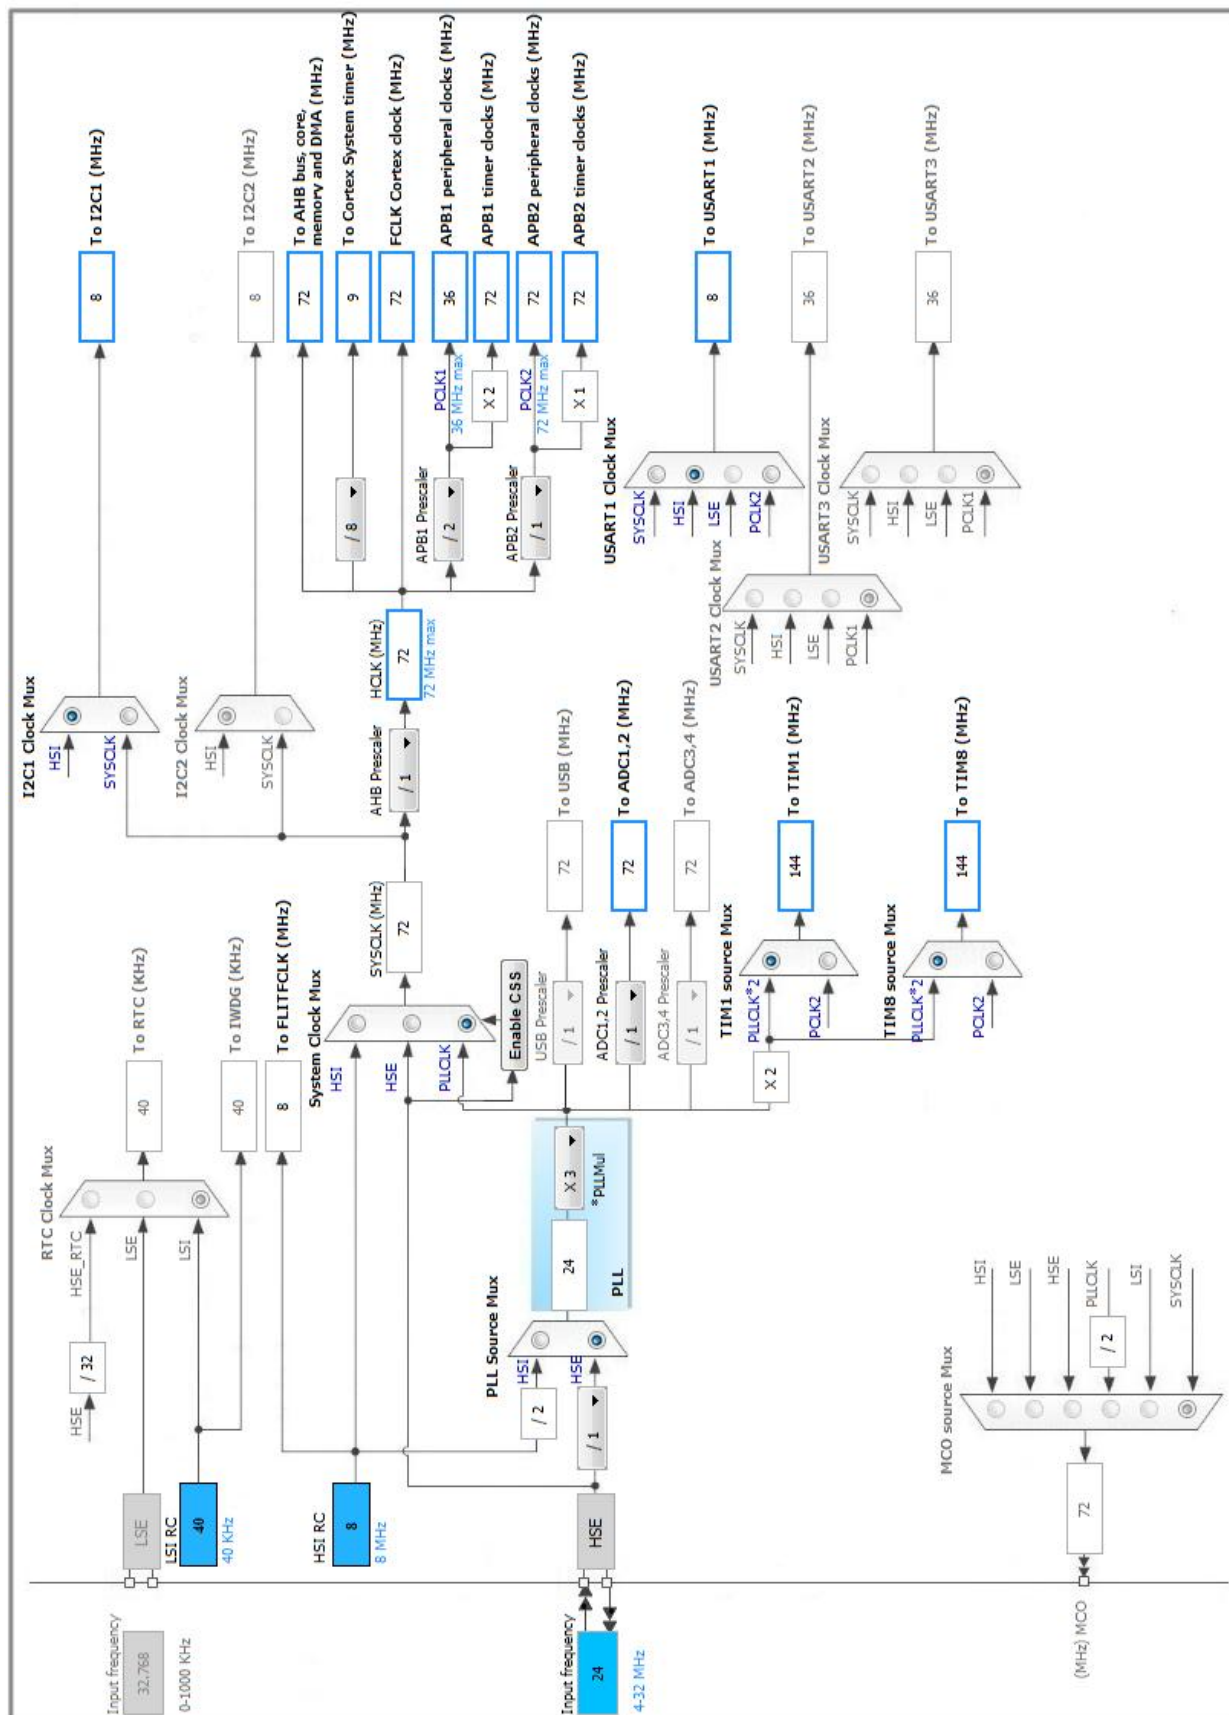 Input frequency
32.768
0-1000 KHz
LSE
LSI RC
40
40 KHz
HSE
/ 32
HSE_RTC
LSE
LSI
RTC Clock Mux
40
To RTC (KHz)
40
To IWDG (KHz)
8
To FLITFCLK (MHz)
HSI RC
8
8 MHz
Input frequency
24
4-32 MHz
HSE
/ 1
/ 2
HSI
HSE
PLL Source Mux
24
X 3
*PLLMul
PLL
System Clock Mux
HSI
HSE
PLLCLK
Enable CSS
SYSCLK (MHz)
72
AHB Prescaler
/ 1
HCLK (MHz)
72
72 MHz max
I2C1 Clock Mux
HSI
SYSCLK
8
To I2C1 (MHz)
I2C2 Clock Mux
HSI
SYSCLK
8
To I2C2 (MHz)
72
To AHB bus, core,
memory and DMA (MHz)
/ 8
9
To Cortex System timer (MHz)
72
FCLK Cortex clock (MHz)
APB1 Prescaler
/ 2
PCLK1
36 MHz max
36
APB1 peripheral clocks (MHz)
X 2
72
APB1 timer clocks (MHz)
APB2 Prescaler
/ 1
PCLK2
72 MHz max
72
APB2 peripheral clocks (MHz)
X 1
72
APB2 timer clocks (MHz)
USB Prescaler
/ 1
72
To USB (MHz)
ADC1,2 Prescaler
/ 1
72
To ADC1,2 (MHz)
ADC3,4 Prescaler
/ 1
72
To ADC3,4 (MHz)
X 2
TIM1 source Mux
PLLCLK*2
PCLK2
144
To TIM1 (MHz)
TIM8 source Mux
PLLCLK*2
PCLK2
144
To TIM8 (MHz)
USART1 Clock Mux
SYSCLK
HSI
LSE
PCLK2
8
To USART1 (MHz)
USART2 Clock Mux
SYSCLK
HSI
LSE
PCLK1
36
To USART2 (MHz)
USART3 Clock Mux
SYSCLK
HSI
LSE
PCLK1
36
To USART3 (MHz)
(MHz) MCO
72
MCO source Mux
HSI
LSE
HSE
PLLCLK
/ 2
LSI
SYSCLK